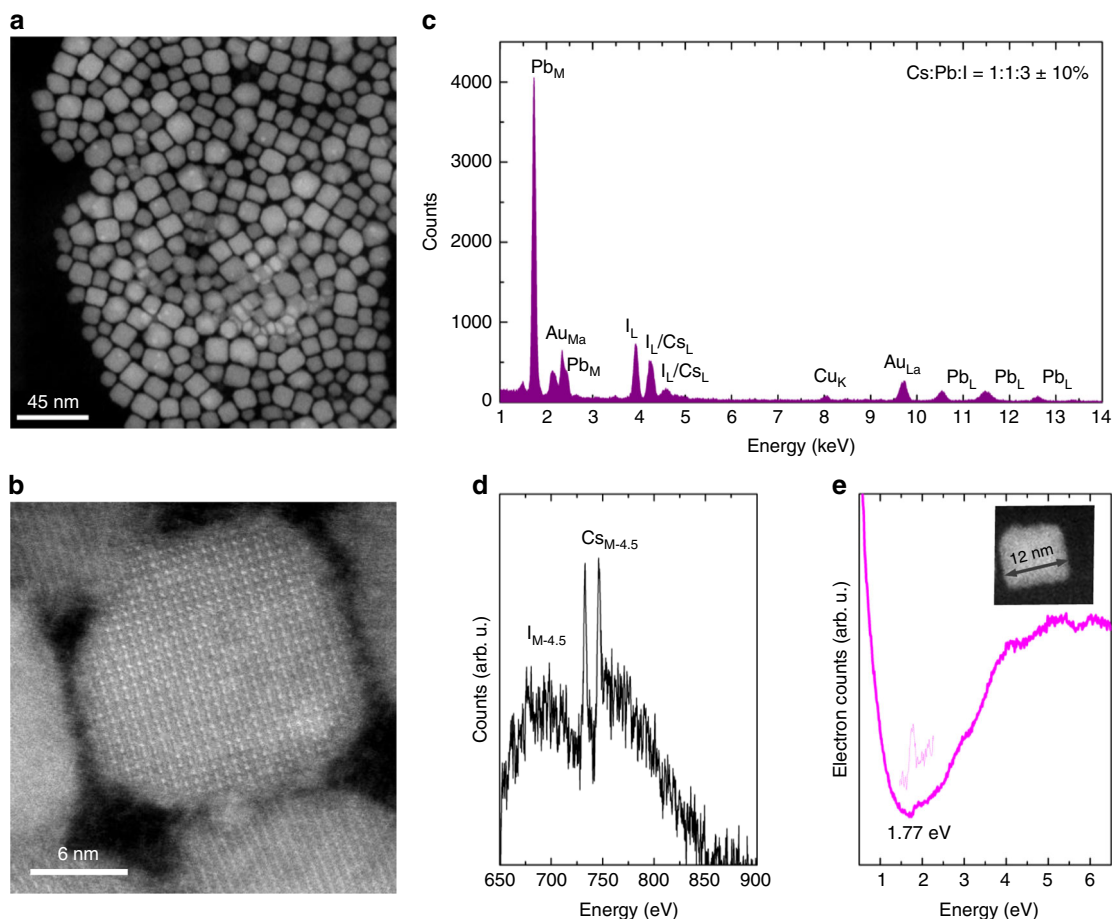 a
45 nm
b
6 nm
c
Cs:Pb:I = 1:1:3 ± 10%
Counts
4000
3000
2000
1000
0
Pb_M
Au_Ma
Pb_M
I_L
I_L/Cs_L
I_L/Cs_L
Cu_K
Au_La
Pb_L
Pb_L
Pb_L
1 2 3 4 5 6 7 8 9 10 11 12 13 14
Energy (keV)
d
Counts (arb. u.)
I_M-4.5
Cs_M-4.5
650 700 750 800 850 900
Energy (eV)
e
Electron counts (arb. u.)
12 nm
1.77 eV
1 2 3 4 5 6
Energy (eV)